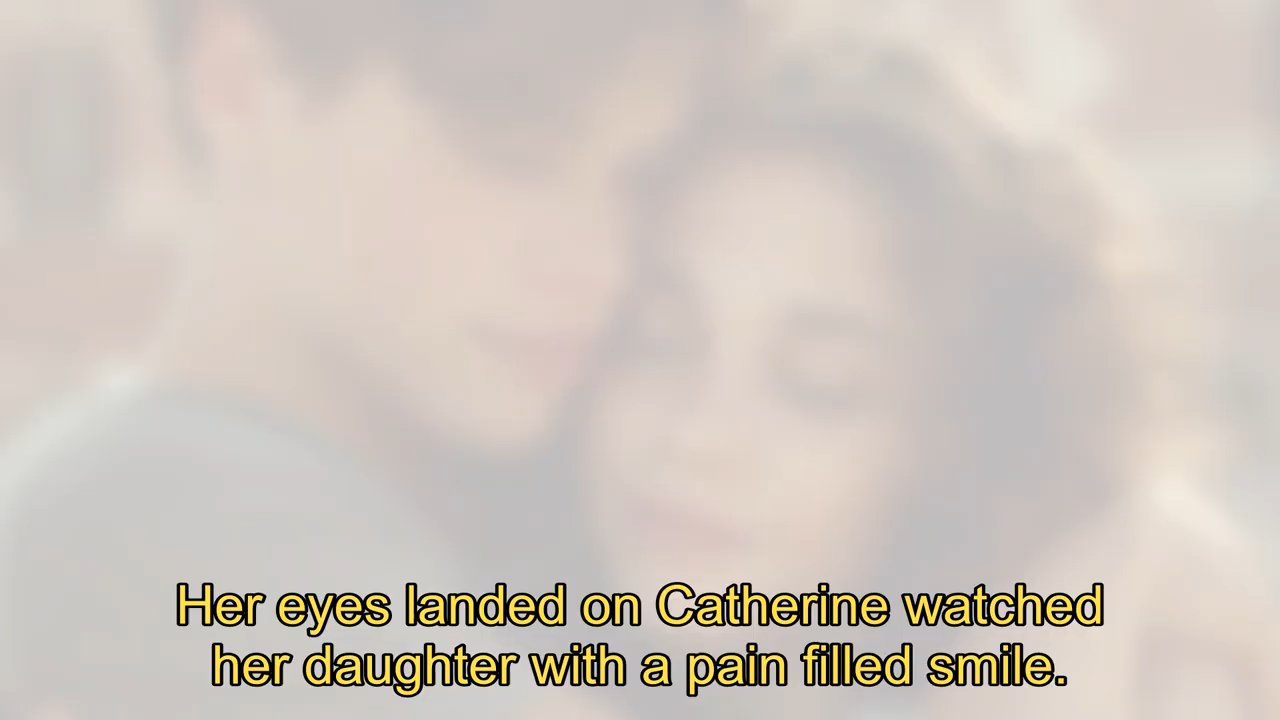 Her eyes landed on Catherine watched
her daughter with a pain filled smile.